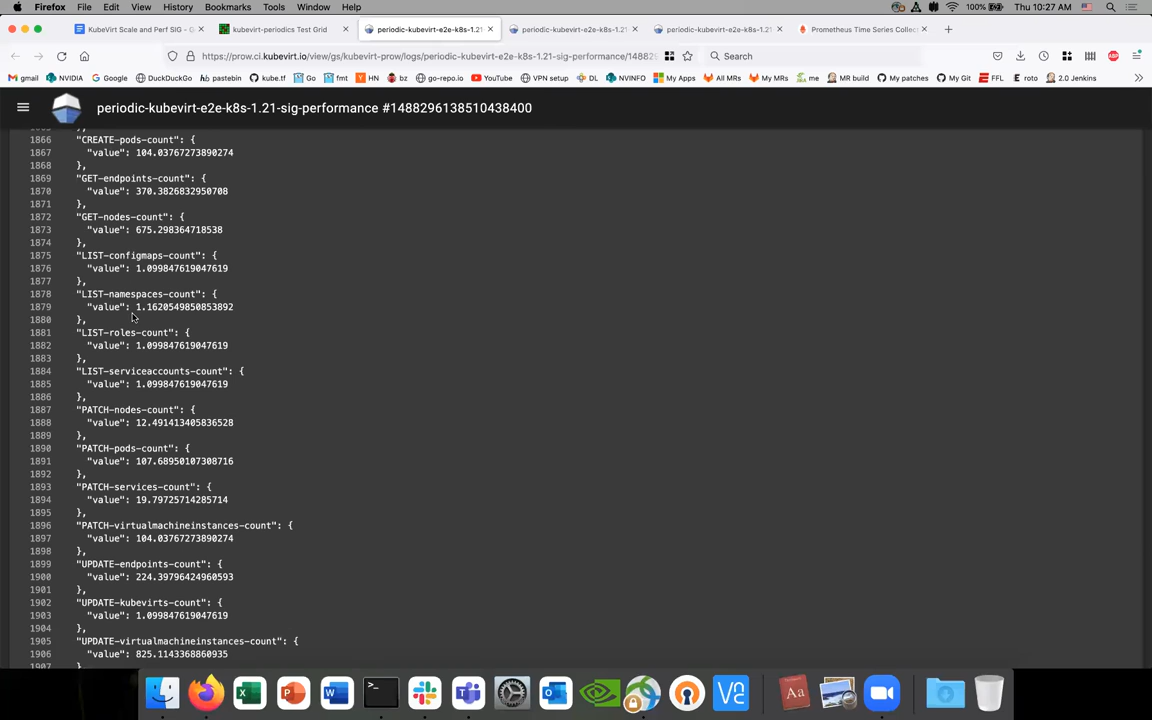 Firefox File Edit View History Bookmarks Tools Window Help 100% Thu 10:27 AM
KubeVirt Scale and Perf SIG - G kubevirt-periodics Test Grid periodic-kubevirt-e2e-k8s-1.21 periodic-kubevirt-e2e-k8s-1.21 periodic-kubevirt-e2e-k8s-1.21 Prometheus Time Series Collec
https://prow.ci.kubevirt.io/view/gs/kubevirt-prow/logs/periodic-kubevirt-e2e-k8s-1.21-sig-performance/14882 Search
gmail NVIDIA Google DuckDuckGo pastebin kube.tf Go fmt HN bz go-repo.io YouTube VPN setup DL NVINFO My Apps All MRs My MRs me MR build My patches My Git FFL roto 2.0 Jenkins
periodic-kubevirt-e2e-k8s-1.21-sig-performance #1488296138510438400
1866 "CREATE-pods-count": {
1867 "value": 104.03767273890274
1868 },
1869 "GET-endpoints-count": {
1870 "value": 370.3826832950708
1871 },
1872 "GET-nodes-count": {
1873 "value": 675.298364718538
1874 },
1875 "LIST-configmaps-count": {
1876 "value": 1.099847619047619
1877 },
1878 "LIST-namespaces-count": {
1879 "value": 1.1620549850853892
1880 },
1881 "LIST-roles-count": {
1882 "value": 1.099847619047619
1883 },
1884 "LIST-serviceaccounts-count": {
1885 "value": 1.099847619047619
1886 },
1887 "PATCH-nodes-count": {
1888 "value": 12.491413405836528
1889 },
1890 "PATCH-pods-count": {
1891 "value": 107.68950107308716
1892 },
1893 "PATCH-services-count": {
1894 "value": 19.79725714285714
1895 },
1896 "PATCH-virtualmachineinstances-count": {
1897 "value": 104.03767273890274
1898 },
1899 "UPDATE-endpoints-count": {
1900 "value": 224.39796424960593
1901 },
1902 "UPDATE-kubevirts-count": {
1903 "value": 1.099847619047619
1904 },
1905 "UPDATE-virtualmachineinstances-count": {
1906 "value": 825.1143368860935
1907 },